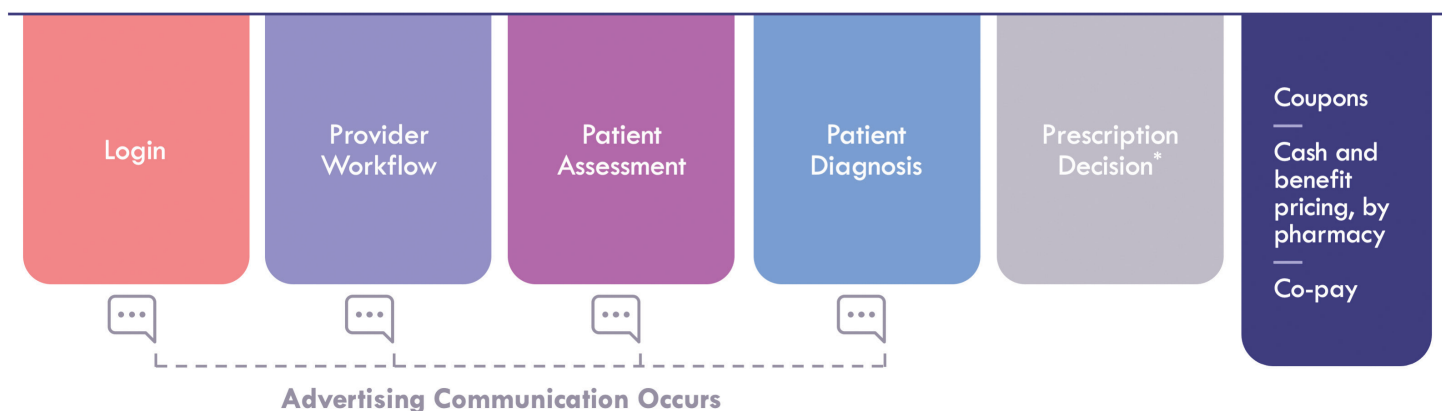 Login
Provider
Workflow
Patient
Assessment
Patient
Diagnosis
Prescription
Decision*
Coupons
Cash and
benefit
pricing, by
pharmacy
Co-pay
Advertising Communication Occurs